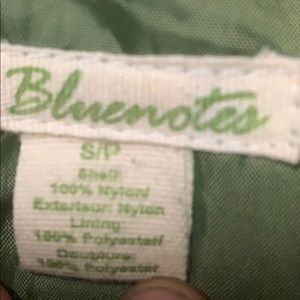 Bluenotes
S/P
Shell:
100% Nylon/
Exterieur: Nylon
Lining:
100% Polyester/
Doublure:
100% Polyester